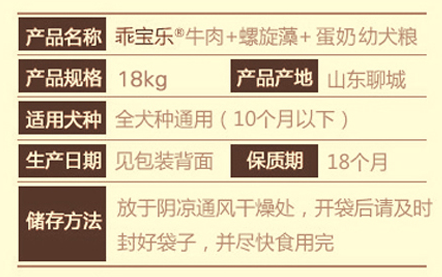 产品名称 乖宝乐®牛肉+螺旋藻+蛋奶幼犬粮
产品规格 18kg 产品产地 山东聊城
适用犬种 全犬种通用（10个月以下）
生产日期 见包装背面 保质期 18个月
储存方法 放于阴凉通风干燥处，开袋后请及时
封好袋子，并尽快食用完